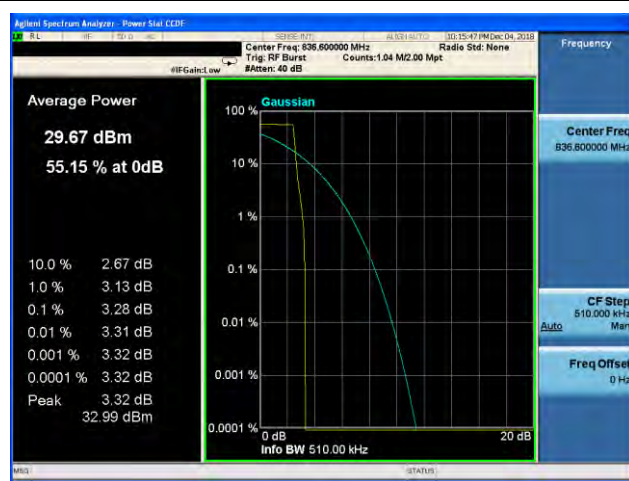 Agilent Spectrum Analyzer - Power Stat CCDF
RL RF 50 Ω AC SENSE:INT ALIGN AUTO 10:15:47 PM Dec 04, 2018
Center Freq: 836.600000 MHz Radio Std: None
Trig: RF Burst Counts:1.04 M/2.00 Mpt
#IFGain:Low #Atten: 40 dB
Frequency
Average Power
29.67 dBm
55.15 % at 0dB
10.0 % 2.67 dB
1.0 % 3.13 dB
0.1 % 3.28 dB
0.01 % 3.31 dB
0.001 % 3.32 dB
0.0001 % 3.32 dB
Peak 3.32 dB
32.99 dBm
Gaussian
100 %
10 %
1 %
0.1 %
0.01 %
0.001 %
0.0001 %
0 dB 20 dB
Info BW 510.00 kHz
Center Freq
836.600000 MHz
CF Step
510.000 kHz
Auto Man
Freq Offset
0 Hz
MSG STATUS